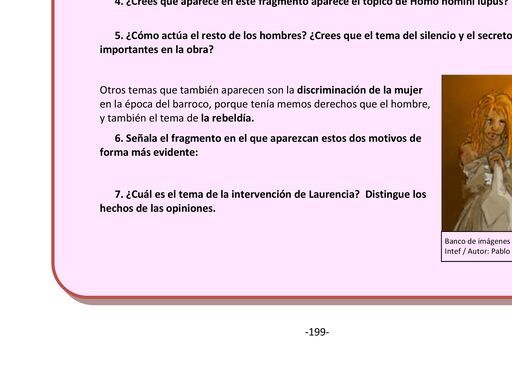 4. ¿Crees que aparece en este fragmento aparece el tópico de Homo homini lupus?
5. ¿Cómo actúa el resto de los hombres? ¿Crees que el tema del silencio y el secreto
importantes en la obra?
Otros temas que también aparecen son la discriminación de la mujer
en la época del barroco, porque tenía memos derechos que el hombre,
y también el tema de la rebeldía.
6. Señala el fragmento en el que aparezcan estos dos motivos de
forma más evidente:
7. ¿Cuál es el tema de la intervención de Laurencia? Distingue los
hechos de las opiniones.
Banco de imágenes
Intef / Autor: Pablo
-199-